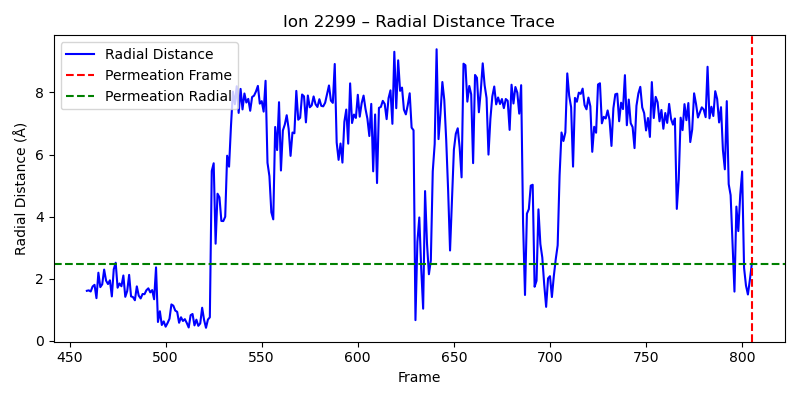 Ion 2299 – Radial Distance Trace
Radial Distance
Permeation Frame
Permeation Radial
Radial Distance (Å)
8
6
4
2
0
450 500 550 600 650 700 750 800
Frame